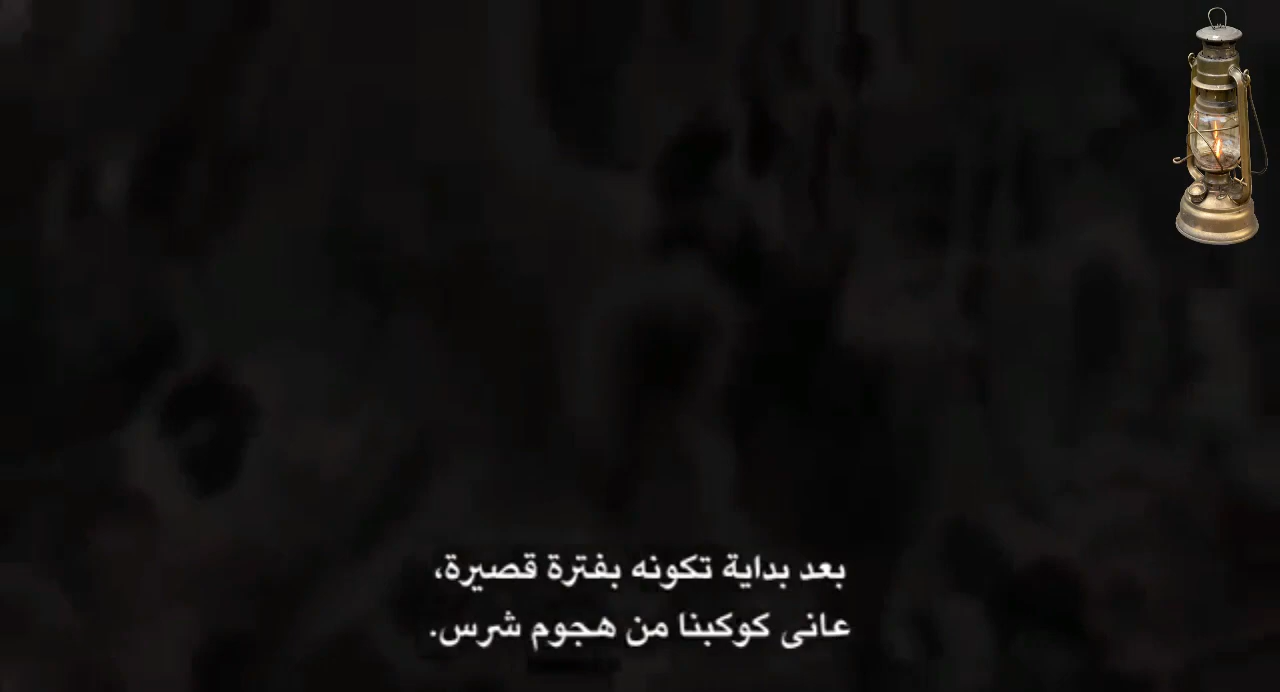 بعد بداية تكونه بفترة قصيرة،
عانى كوكبنا من هجوم شرس.